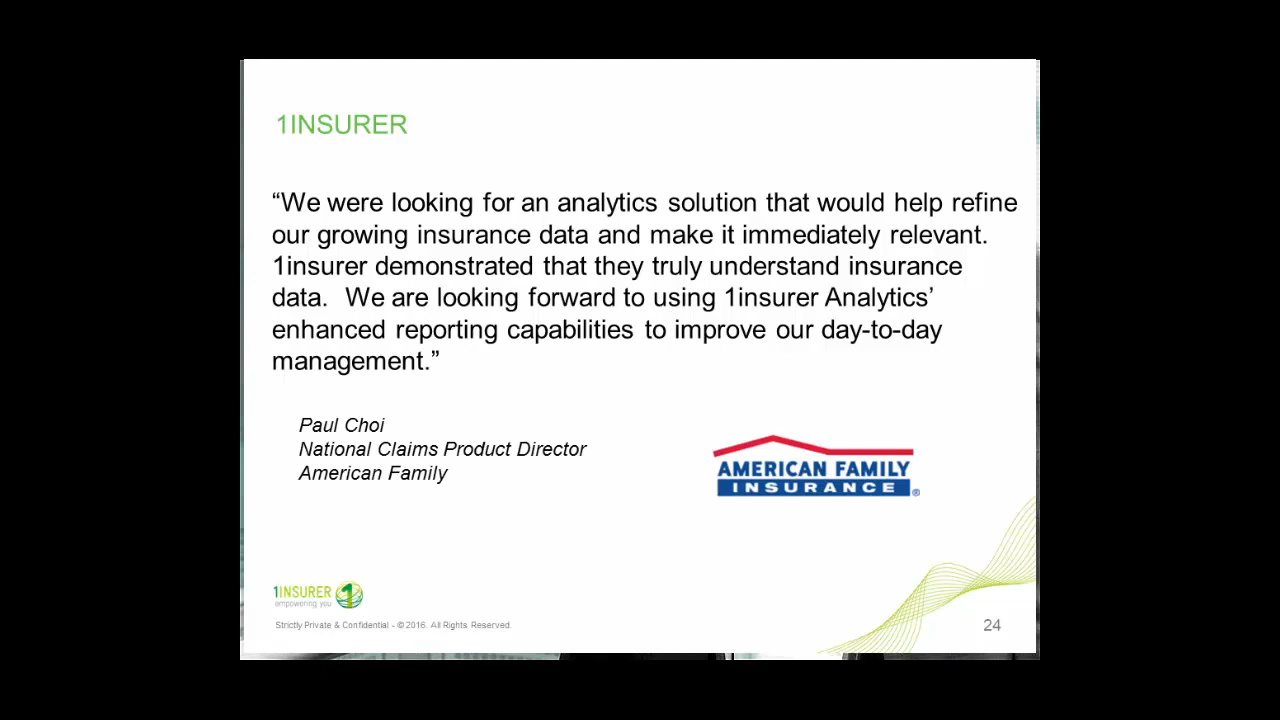 1INSURER
“We were looking for an analytics solution that would help refine
our growing insurance data and make it immediately relevant.
1insurer demonstrated that they truly understand insurance
data.  We are looking forward to using 1insurer Analytics’
enhanced reporting capabilities to improve our day-to-day
management.”
Paul Choi
National Claims Product Director
American Family
AMERICAN FAMILY
INSURANCE ®
1INSURER 1
empowering you
Strictly Private & Confidential - © 2016. All Rights Reserved.
24